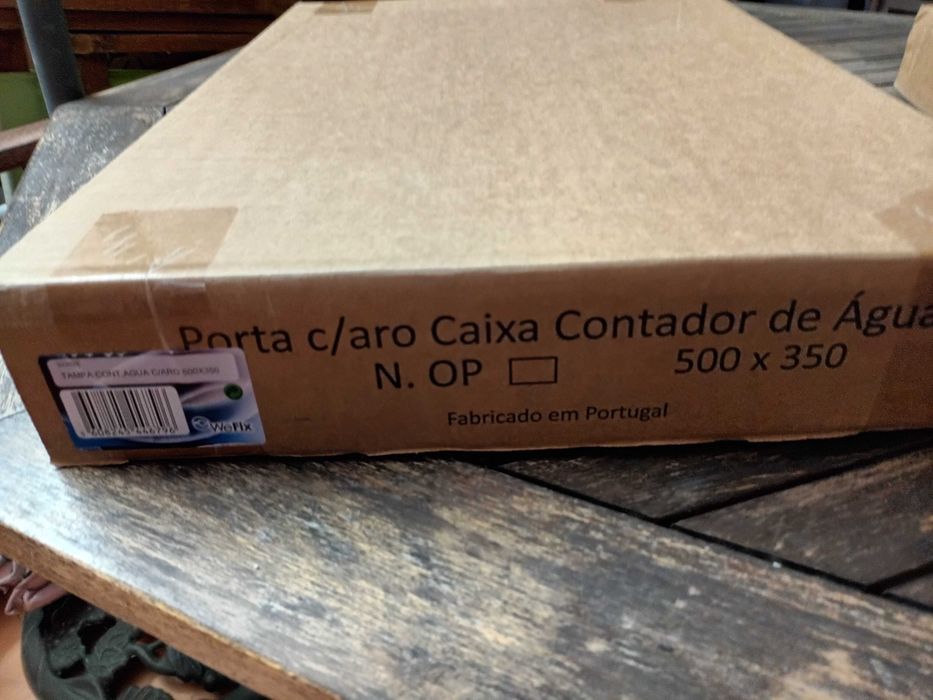 Porta c/aro Caixa Contador de Água
N. OP
500 x 350
Fabricado em Portugal
TAMPA CONT.AGUA C/ARO 500X350
WeFix